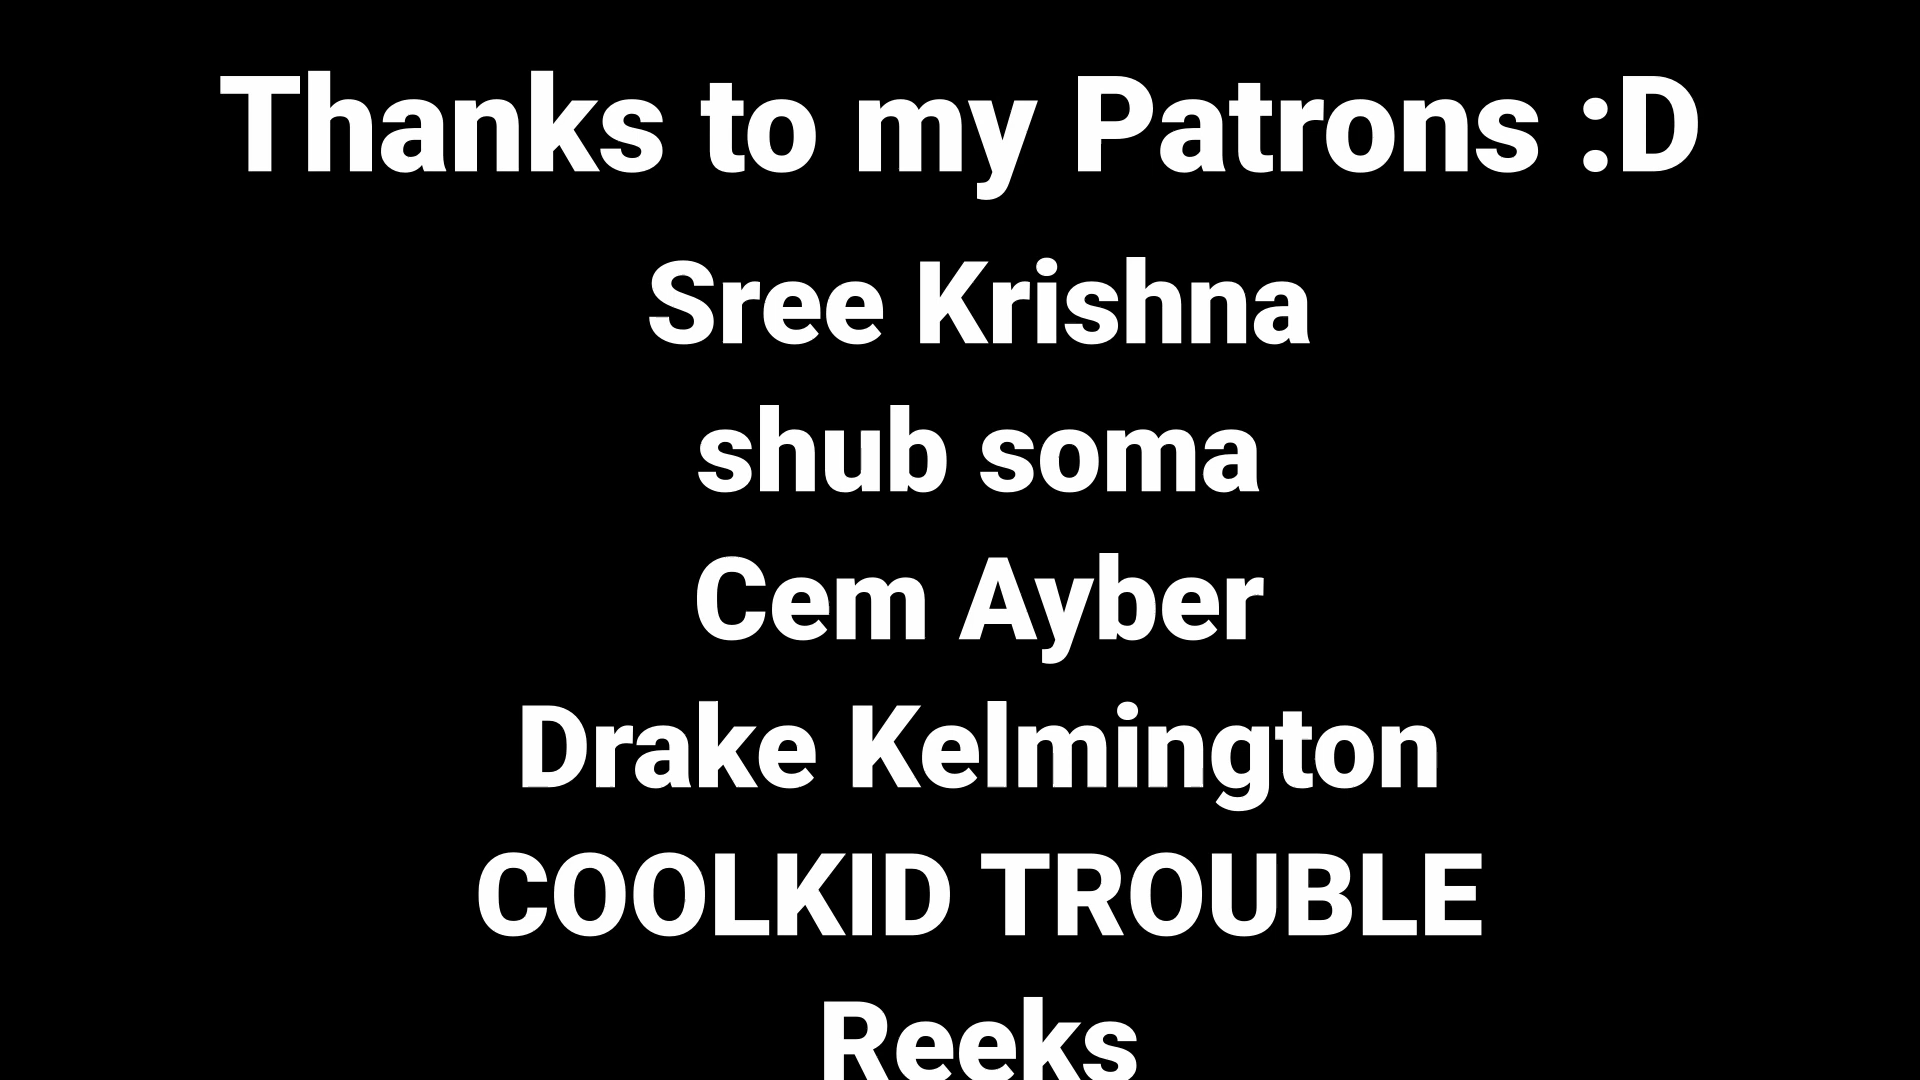 Thanks to my Patrons :D
Sree Krishna
shub soma
Cem Ayber
Drake Kelmington
COOLKID TROUBLE
Reeks